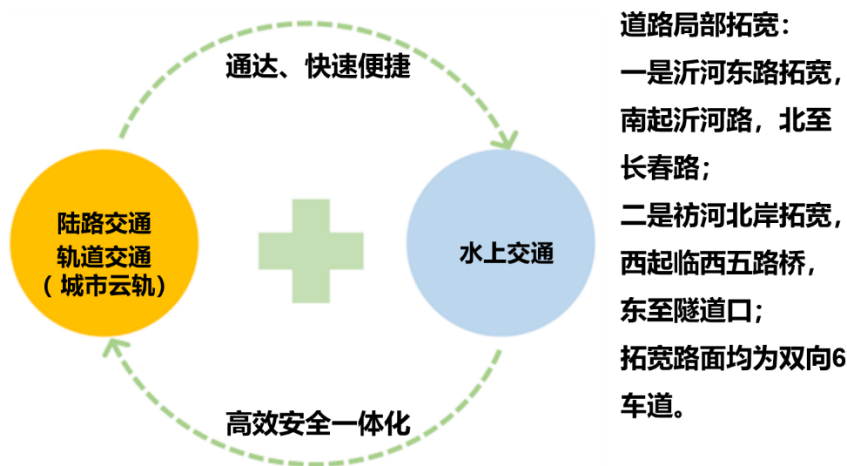 通达、快速便捷
陆路交通
轨道交通
（ 城市云轨）
水上交通
高效安全一体化
道路局部拓宽：
一是沂河东路拓宽，
南起沂河路，北至
长春路；
二是祊河北岸拓宽，
西起临西五路桥，
东至隧道口；
拓宽路面均为双向6
车道。